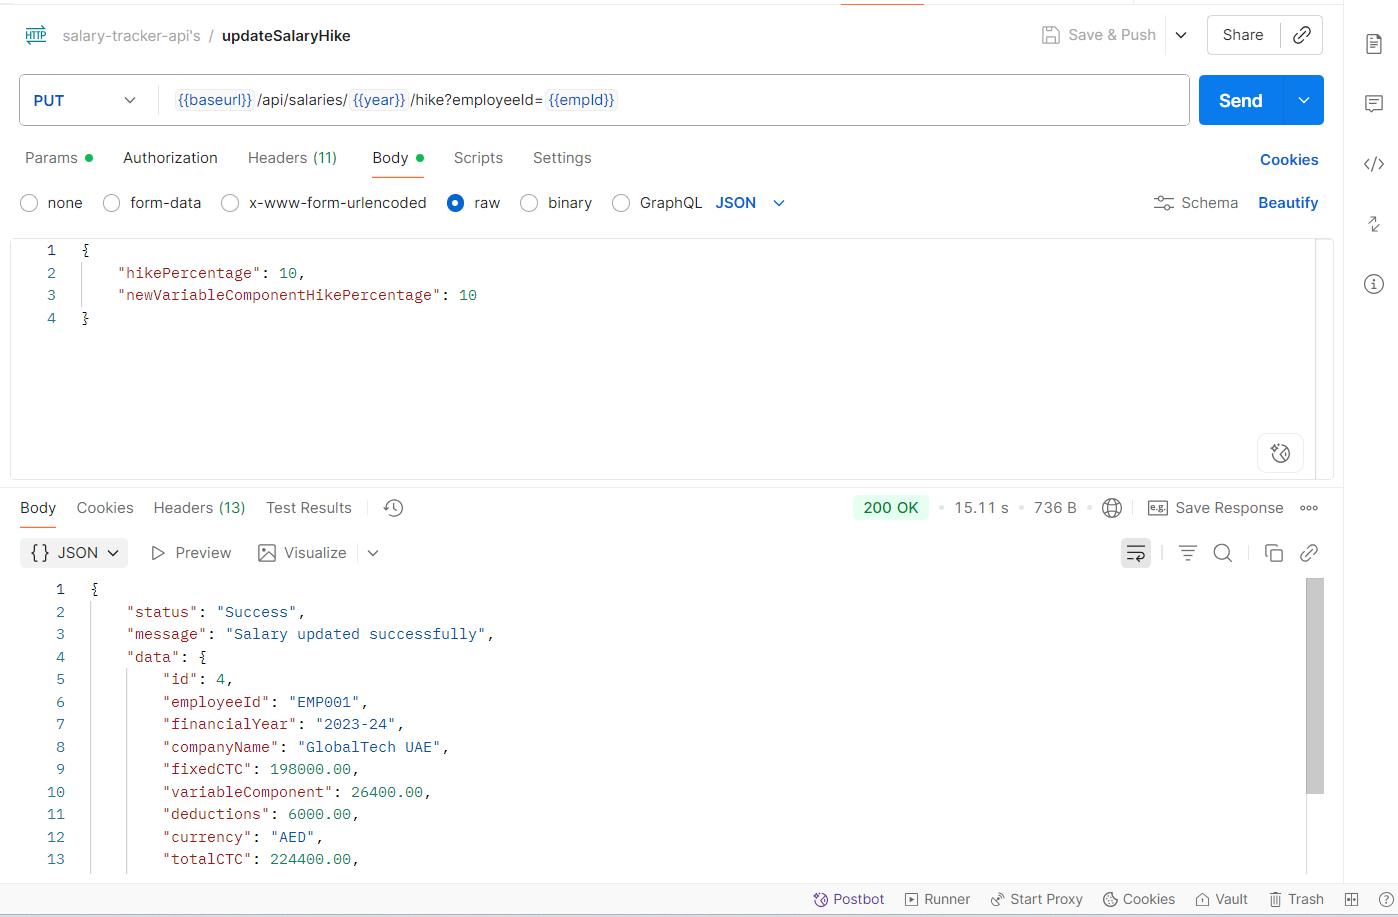 HTTP salary-tracker-api's / updateSalaryHike Save & Push Share
PUT {{baseurl}} /api/salaries/ {{year}} /hike?employeeId= {{empId}} Send
Params Authorization Headers (11) Body Scripts Settings Cookies
none form-data x-www-form-urlencoded raw binary GraphQL JSON Schema Beautify
1 {
2 "hikePercentage": 10,
3 "newVariableComponentHikePercentage": 10
4 }
Body Cookies Headers (13) Test Results 200 OK 15.11 s 736 B e.g. Save Response
{} JSON Preview Visualize
1 {
2 "status": "Success",
3 "message": "Salary updated successfully",
4 "data": {
5 "id": 4,
6 "employeeId": "EMP001",
7 "financialYear": "2023-24",
8 "companyName": "GlobalTech UAE",
9 "fixedCTC": 198000.00,
10 "variableComponent": 26400.00,
11 "deductions": 6000.00,
12 "currency": "AED",
13 "totalCTC": 224400.00,
Postbot Runner Start Proxy Cookies Vault Trash